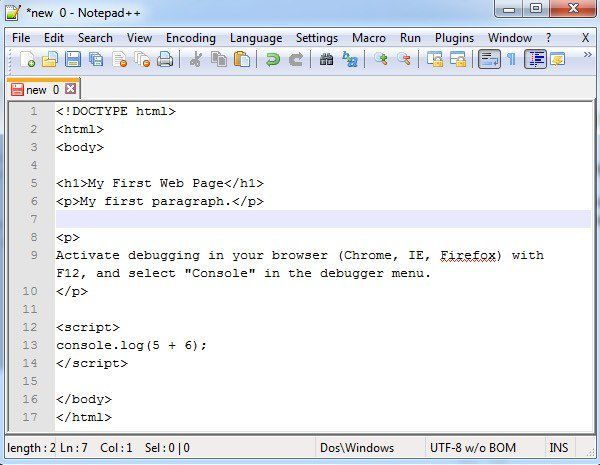 *new  0 - Notepad++
File  Edit  Search  View  Encoding  Language  Settings  Macro  Run  Plugins  Window  ?  X
new  0
1  <!DOCTYPE html>
2  <html>
3  <body>
4
5  <h1>My First Web Page</h1>
6  <p>My first paragraph.</p>
7
8  <p>
9  Activate debugging in your browser (Chrome, IE, Firefox) with
F12, and select "Console" in the debugger menu.
10  </p>
11
12  <script>
13  console.log(5 + 6);
14  </script>
15
16  </body>
17  </html>
length : 2  Ln : 7  Col : 1  Sel : 0 | 0  Dos\Windows  UTF-8 w/o BOM  INS